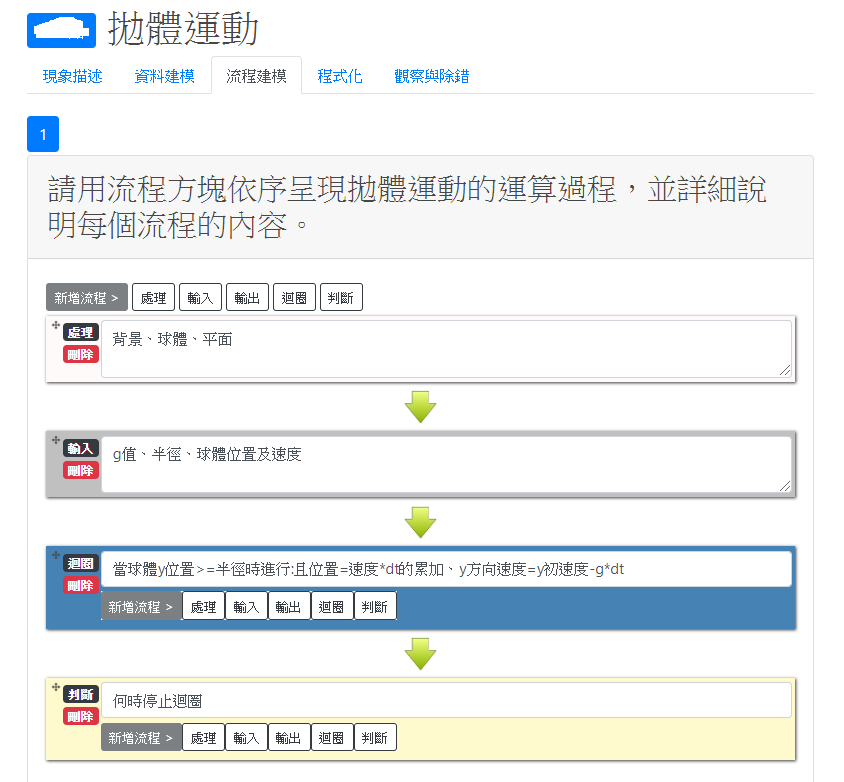 拋體運動
現象描述 資料建模 流程建模 程式化 觀察與除錯
1
請用流程方塊依序呈現拋體運動的運算過程，並詳細說
明每個流程的內容。
新增流程 > 處理 輸入 輸出 迴圈 判斷
處理 背景、球體、平面
刪除
輸入 g值、半徑、球體位置及速度
刪除
迴圈 當球體y位置>=半徑時進行:且位置=速度*dt的累加、y方向速度=y初速度-g*dt
刪除
新增流程 > 處理 輸入 輸出 迴圈 判斷
判斷 何時停止迴圈
刪除
新增流程 > 處理 輸入 輸出 迴圈 判斷